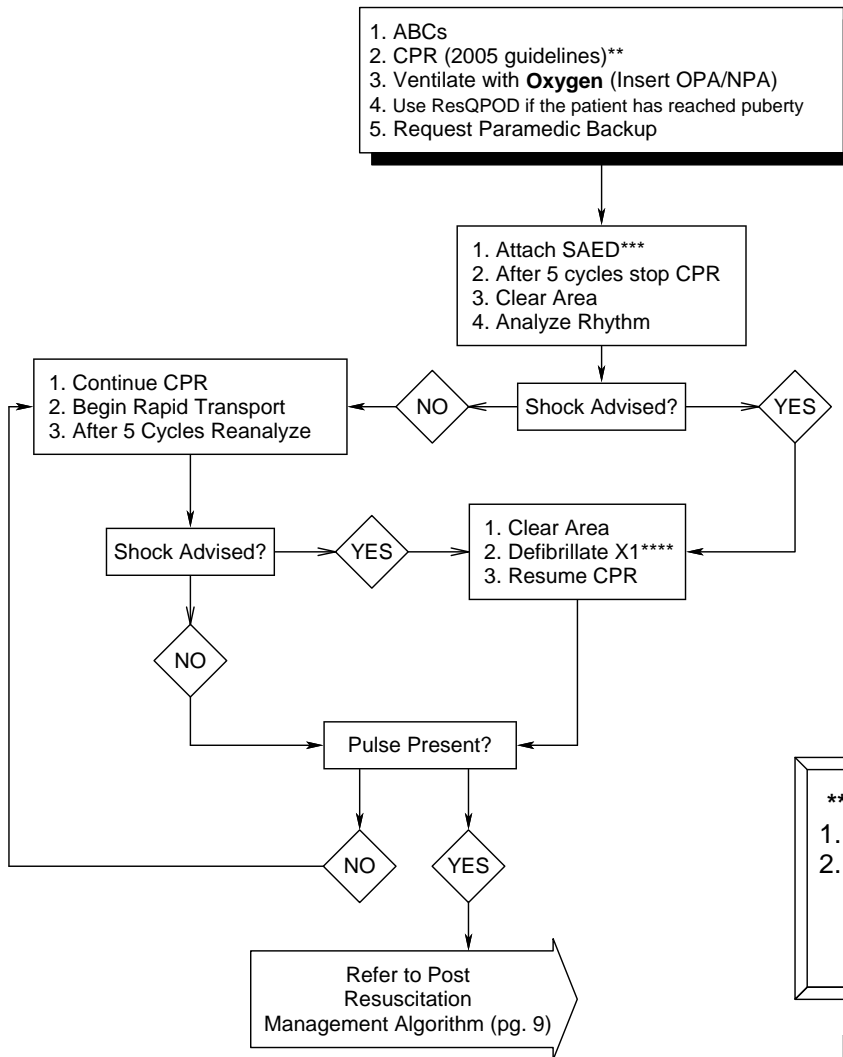 1. ABCs
2. CPR (2005 guidelines)**
3. Ventilate with Oxygen (Insert OPA/NPA)
4. Use ResQPOD if the patient has reached puberty
5. Request Paramedic Backup
1. Attach SAED***
2. After 5 cycles stop CPR
3. Clear Area
4. Analyze Rhythm
Shock Advised?
NO
YES
1. Continue CPR
2. Begin Rapid Transport
3. After 5 Cycles Reanalyze
Shock Advised?
YES
NO
1. Clear Area
2. Defibrillate X1****
3. Resume CPR
Pulse Present?
NO
YES
Refer to Post
Resuscitation
Management Algorithm (pg. 9)
**
1.
2.